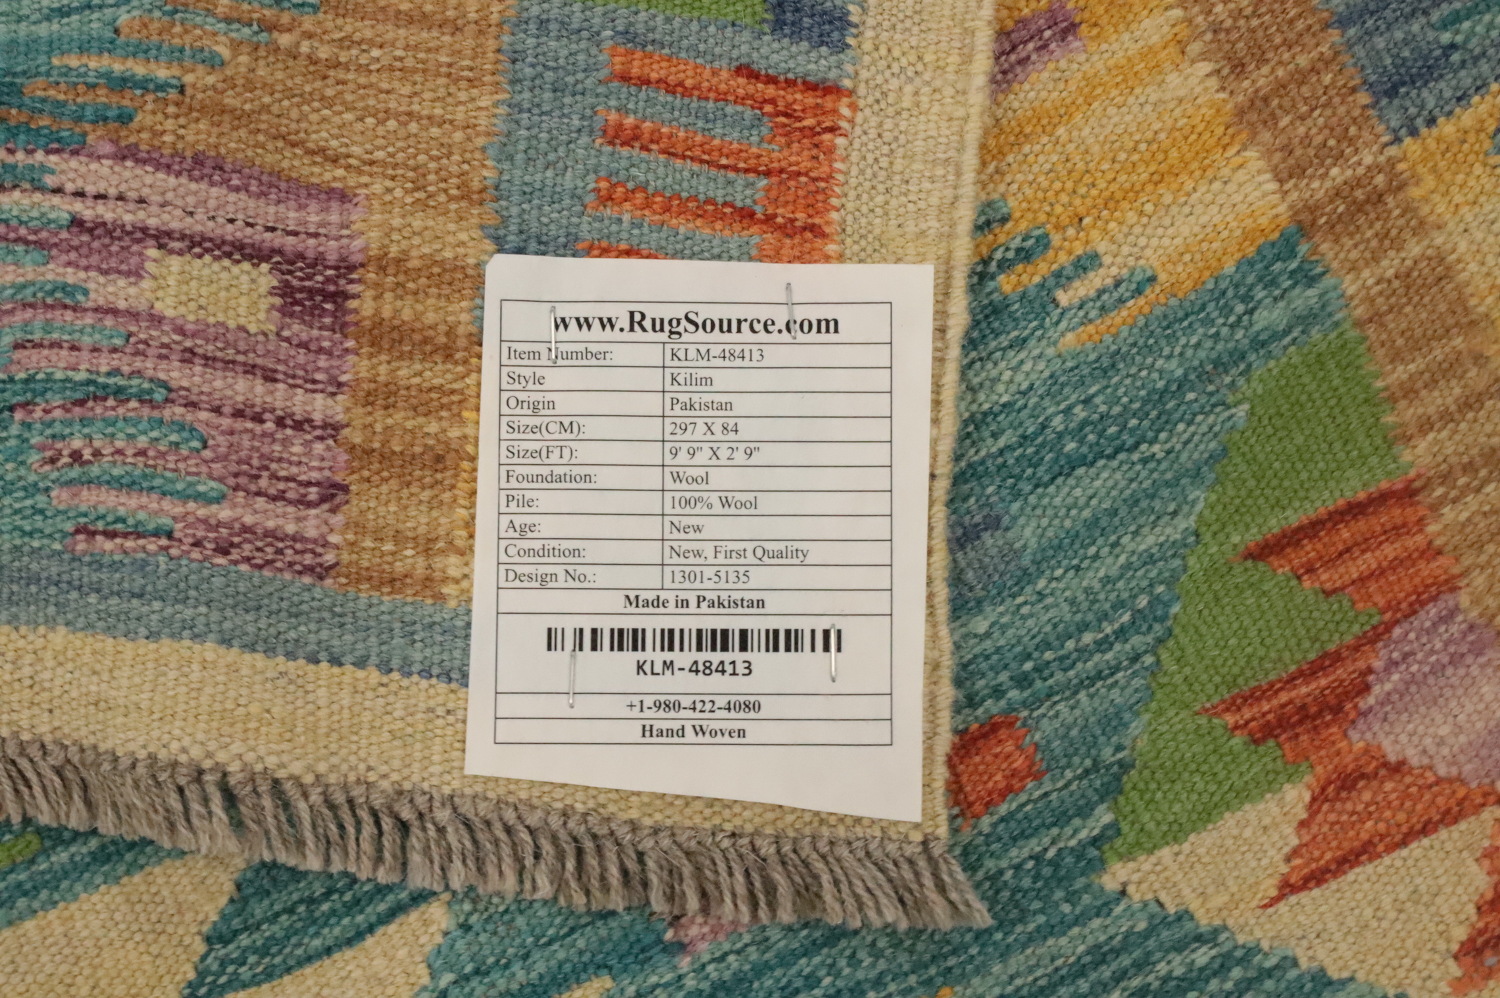 www.RugSource.com
Item Number: KLM-48413
Style Kilim
Origin Pakistan
Size(CM): 297 X 84
Size(FT): 9' 9" X 2' 9"
Foundation: Wool
Pile: 100% Wool
Age: New
Condition: New, First Quality
Design No.: 1301-5135
Made in Pakistan
KLM-48413
+1-980-422-4080
Hand Woven